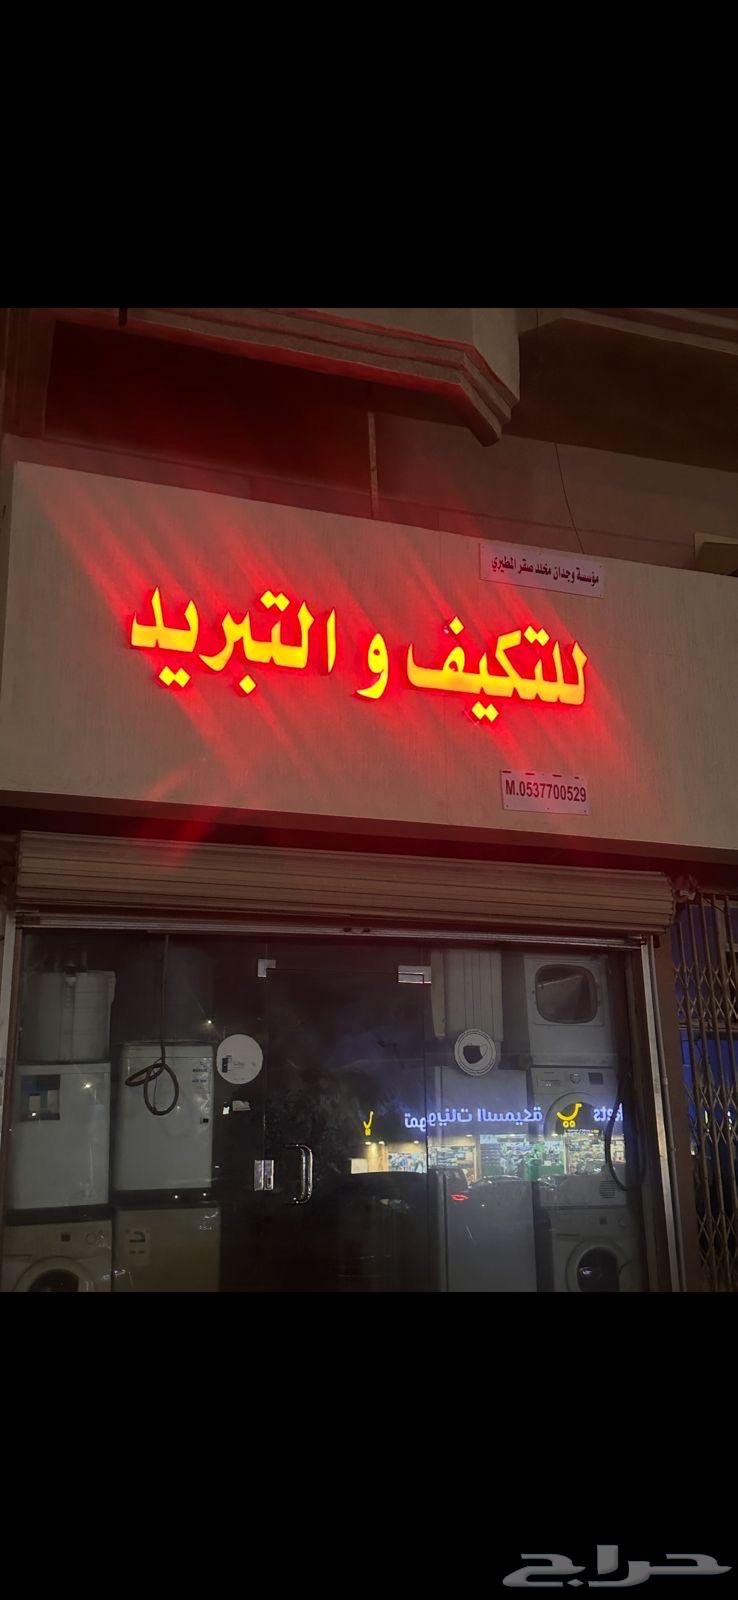 مؤسسة وجدان مخلد صقر المطيري
للتكيف و التبريد
M.0537700529
حراج